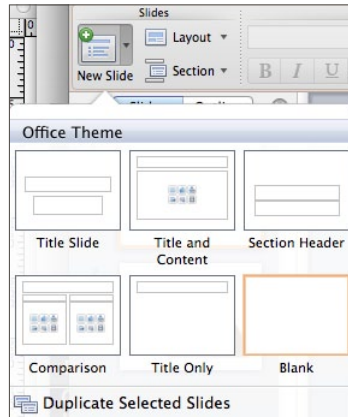 Slides
Layout
New Slide
Section
B I U
Office Theme
Title Slide
Title and
Content
Section Header
Comparison
Title Only
Blank
Duplicate Selected Slides